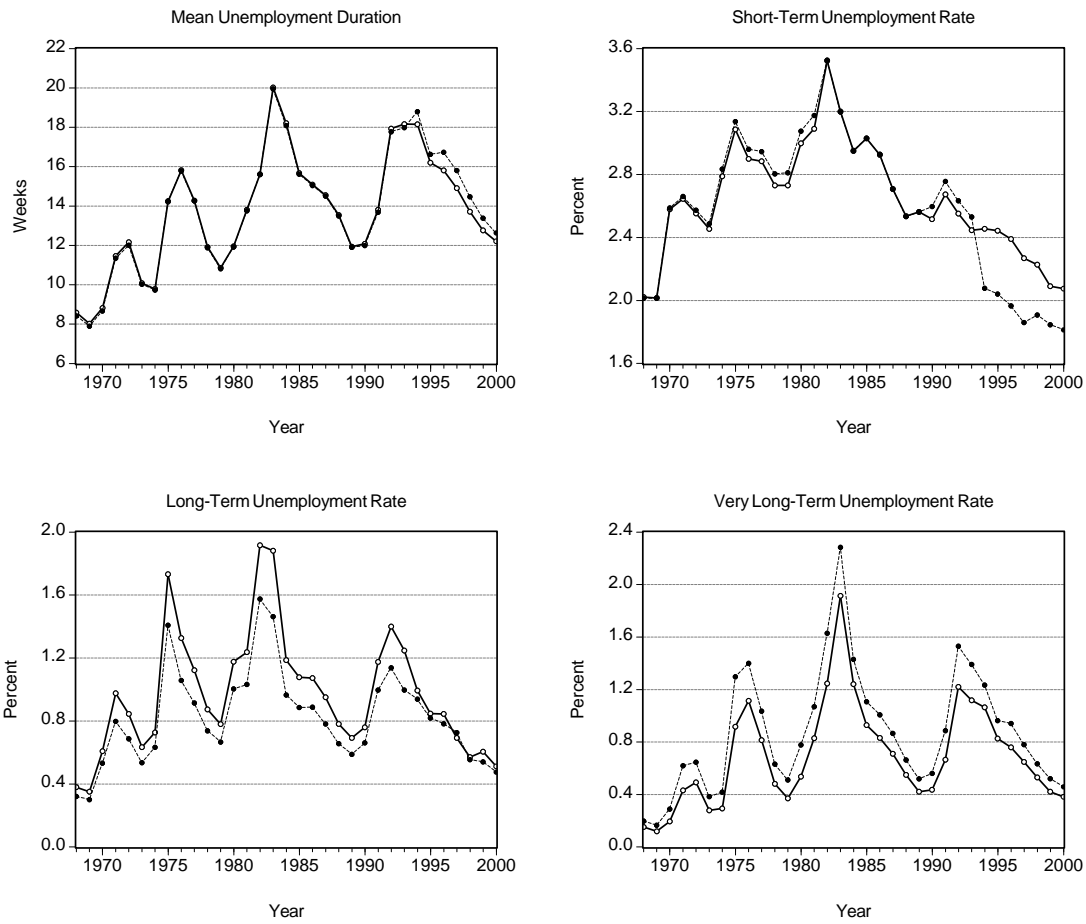 Mean Unemployment Duration
22
20
18
16
14
12
10
8
6
Weeks
1970 1975 1980 1985 1990 1995 2000
Year
Short-Term Unemployment Rate
3.6
3.2
2.8
2.4
2.0
1.6
Percent
1970 1975 1980 1985 1990 1995 2000
Year
Long-Term Unemployment Rate
2.0
1.6
1.2
0.8
0.4
0.0
Percent
1970 1975 1980 1985 1990 1995 2000
Year
Very Long-Term Unemployment Rate
2.4
2.0
1.6
1.2
0.8
0.4
0.0
Percent
1970 1975 1980 1985 1990 1995 2000
Year